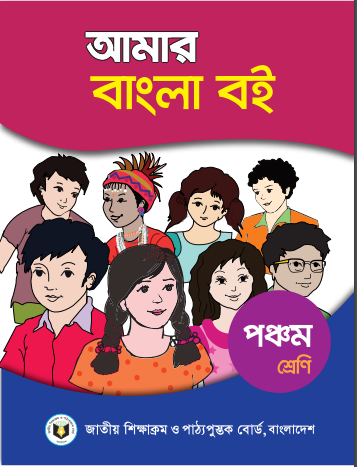 আমার
বাংলা বই
পঞ্চম
শ্রেণি
জাতীয় শিক্ষাক্রম ও পাঠ্যপুস্তক বোর্ড, বাংলাদেশ